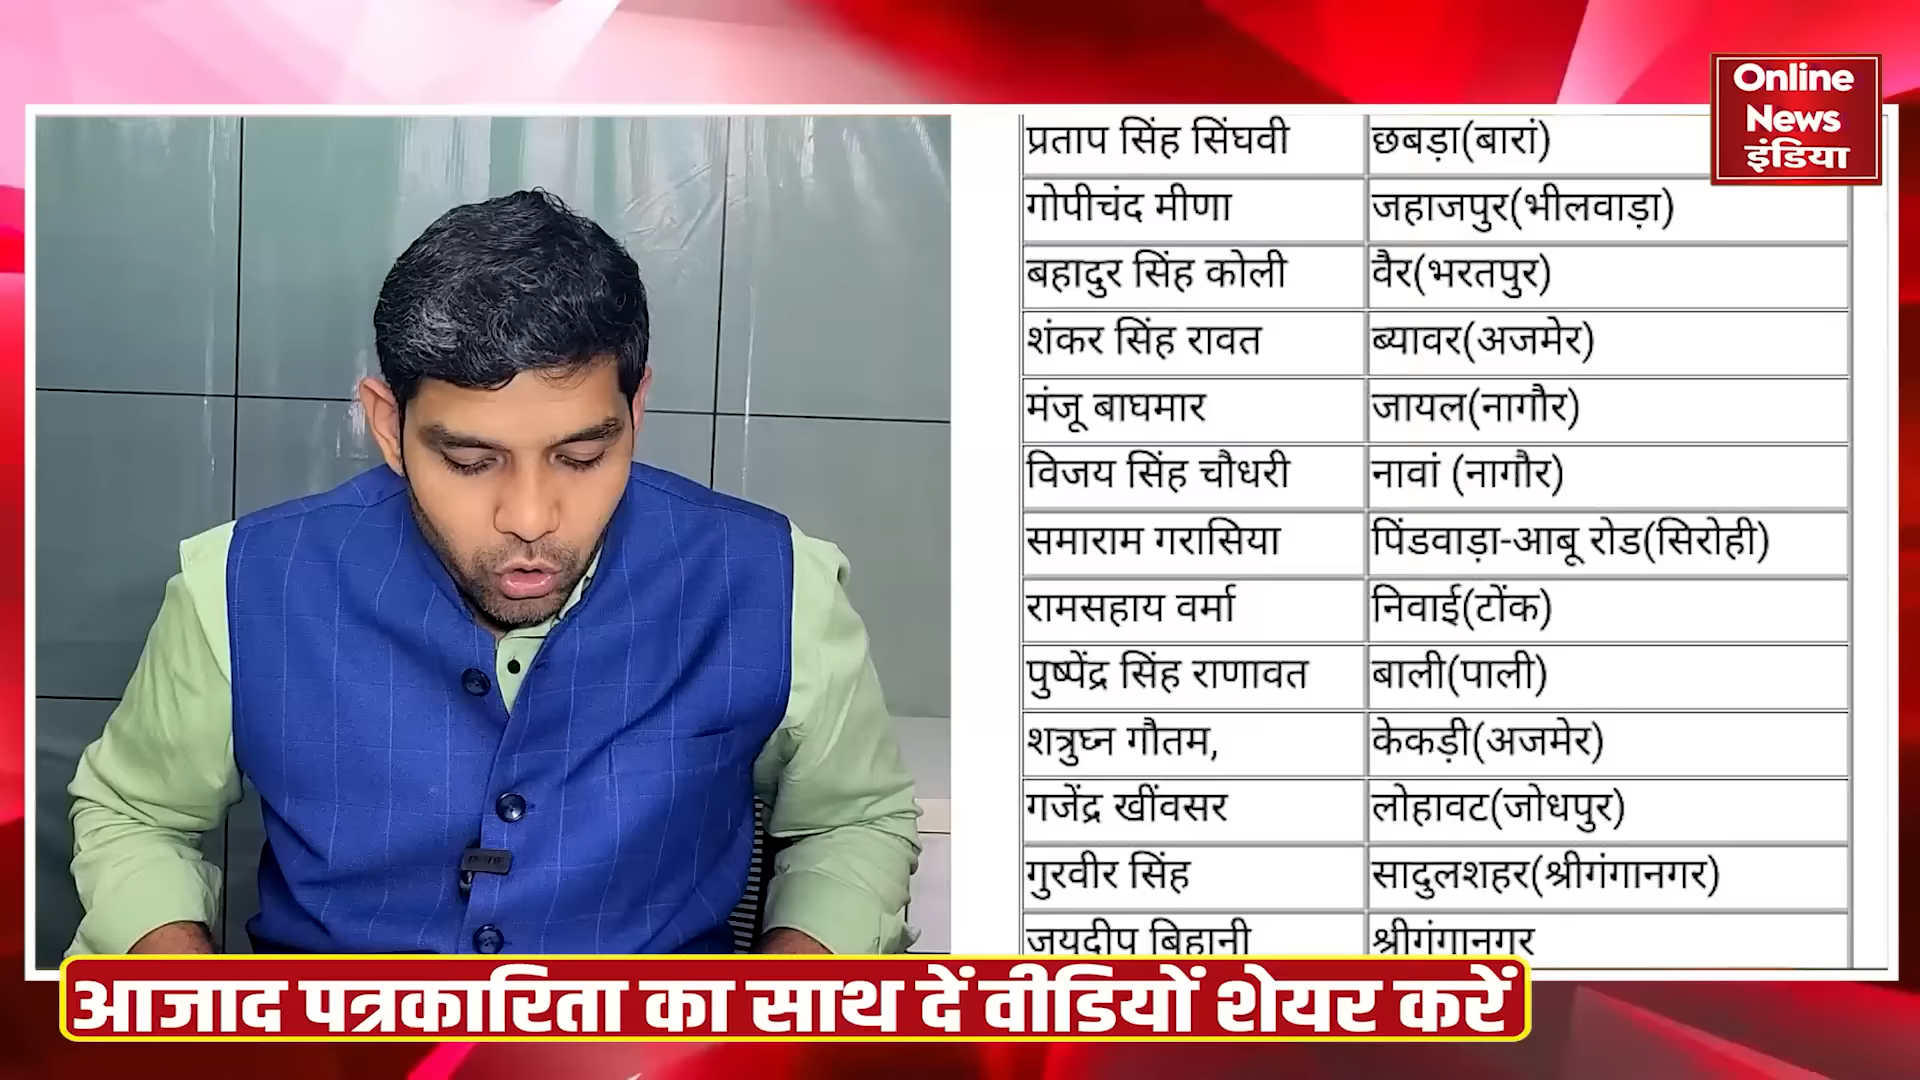 Online
News
इंडिया
प्रताप सिंह सिंघवी छबड़ा(बारां)
गोपीचंद मीणा जहाजपुर(भीलवाड़ा)
बहादुर सिंह कोली वैर(भरतपुर)
शंकर सिंह रावत ब्यावर(अजमेर)
मंजू बाघमार जायल(नागौर)
विजय सिंह चौधरी नावां (नागौर)
समाराम गरासिया पिंडवाड़ा-आबू रोड(सिरोही)
रामसहाय वर्मा निवाई(टोंक)
पुष्पेंद्र सिंह राणावत बाली(पाली)
शत्रुघ्न गौतम, केकड़ी(अजमेर)
गजेंद्र खींवसर लोहावट(जोधपुर)
गुरवीर सिंह सादुलशहर(श्रीगंगानगर)
जयदीप बिहानी श्रीगंगानगर
आजाद पत्रकारिता का साथ दें वीडियों शेयर करें